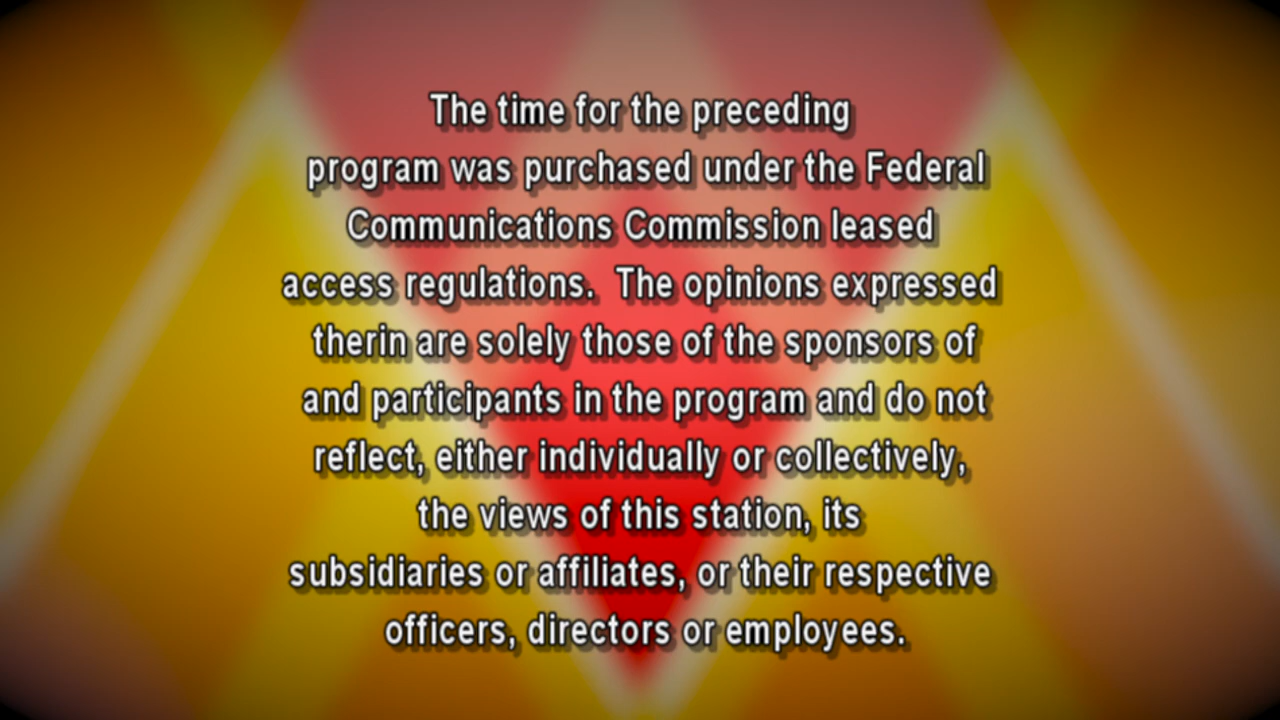 The time for the preceding
program was purchased under the Federal
Communications Commission leased
access regulations.  The opinions expressed
therin are solely those of the sponsors of
and participants in the program and do not
reflect, either individually or collectively,
the views of this station, its
subsidiaries or affiliates, or their respective
officers, directors or employees.